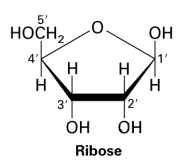 5′
HOCH₂ O OH
4′ 1′
H H H H
3′ 2′
OH OH
Ribose